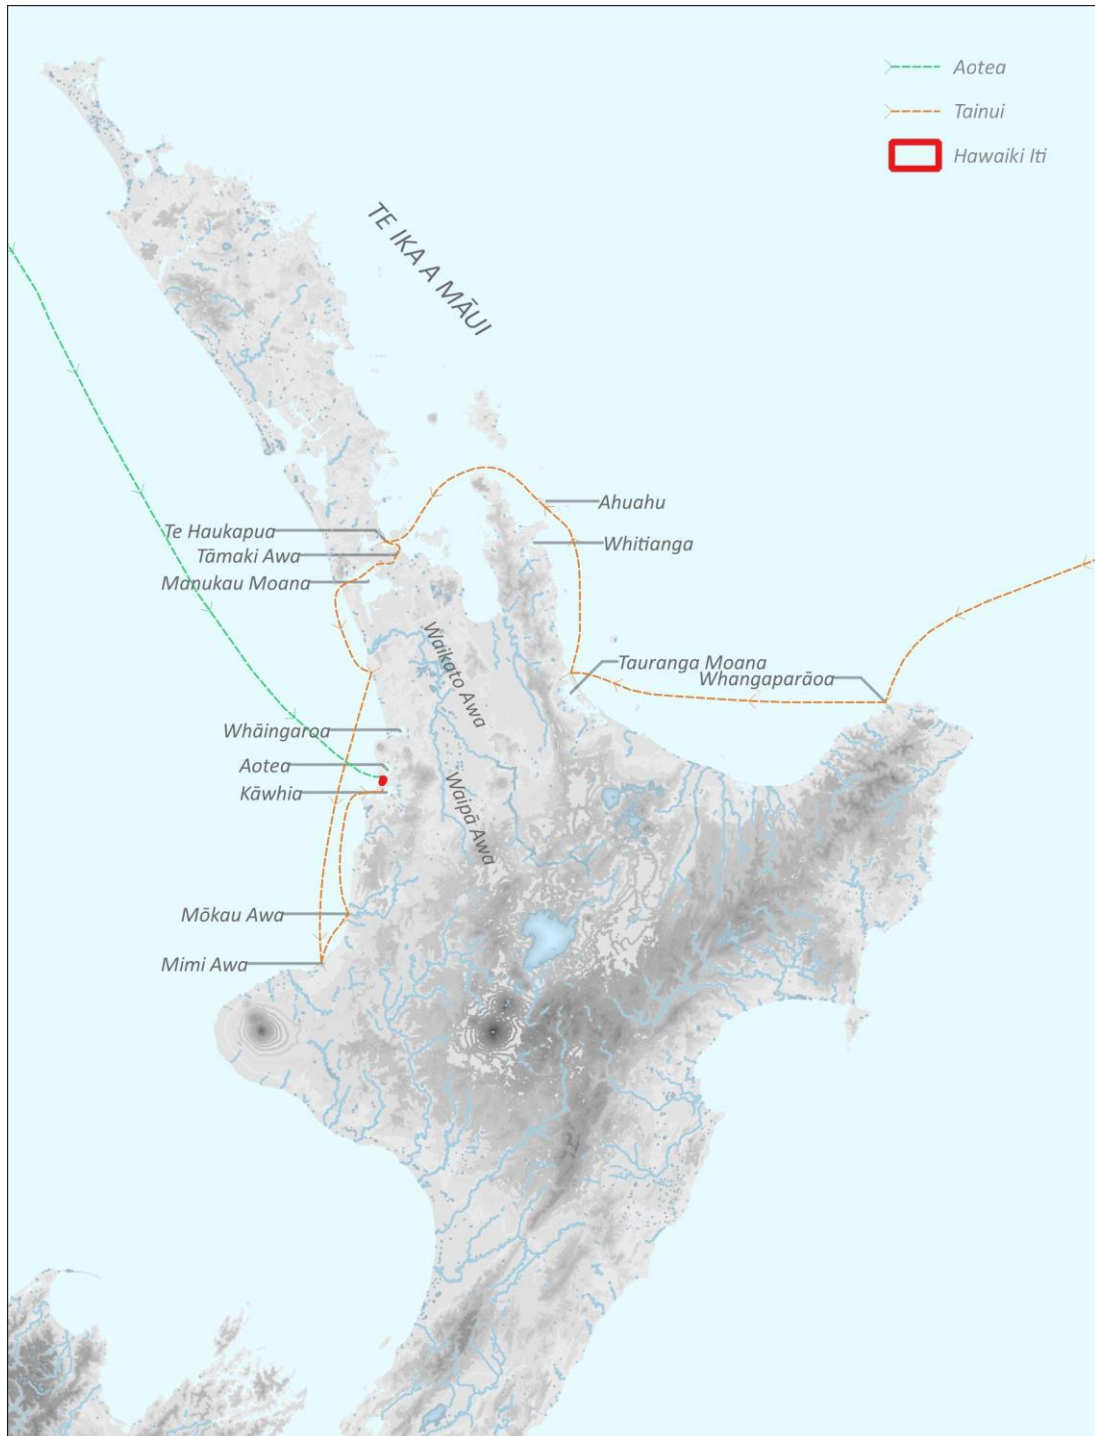 Aotea
Tainui
Hawaiki Iti
TE IKA A MĀUI
Ahuahu
Te Haukapua
Whitianga
Tāmaki Awa
Manukau Moana
Waikato Awa
Tauranga Moana
Whangaparāoa
Whāingaroa
Aotea
Kāwhia
Waipā Awa
Mōkau Awa
Mimi Awa